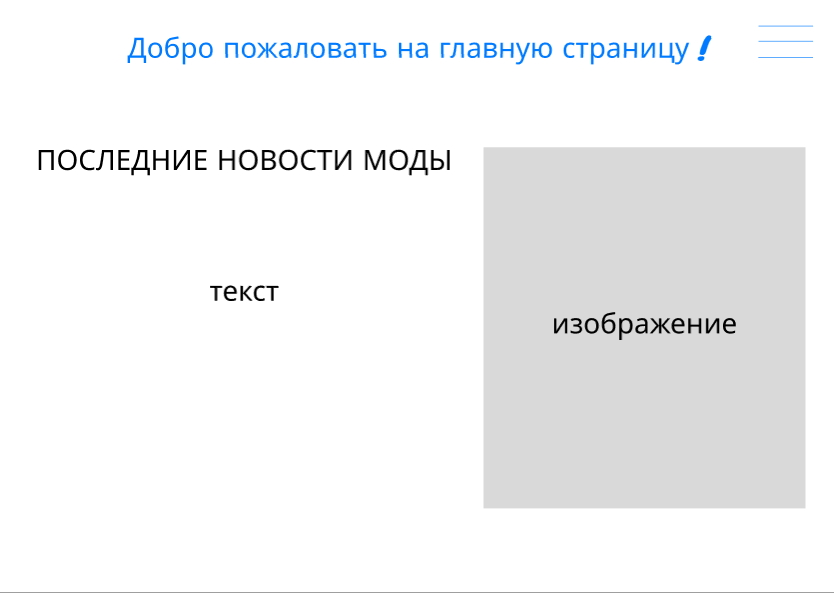 Добро пожаловать на главную страницу !
ПОСЛЕДНИЕ НОВОСТИ МОДЫ
текст
изображение